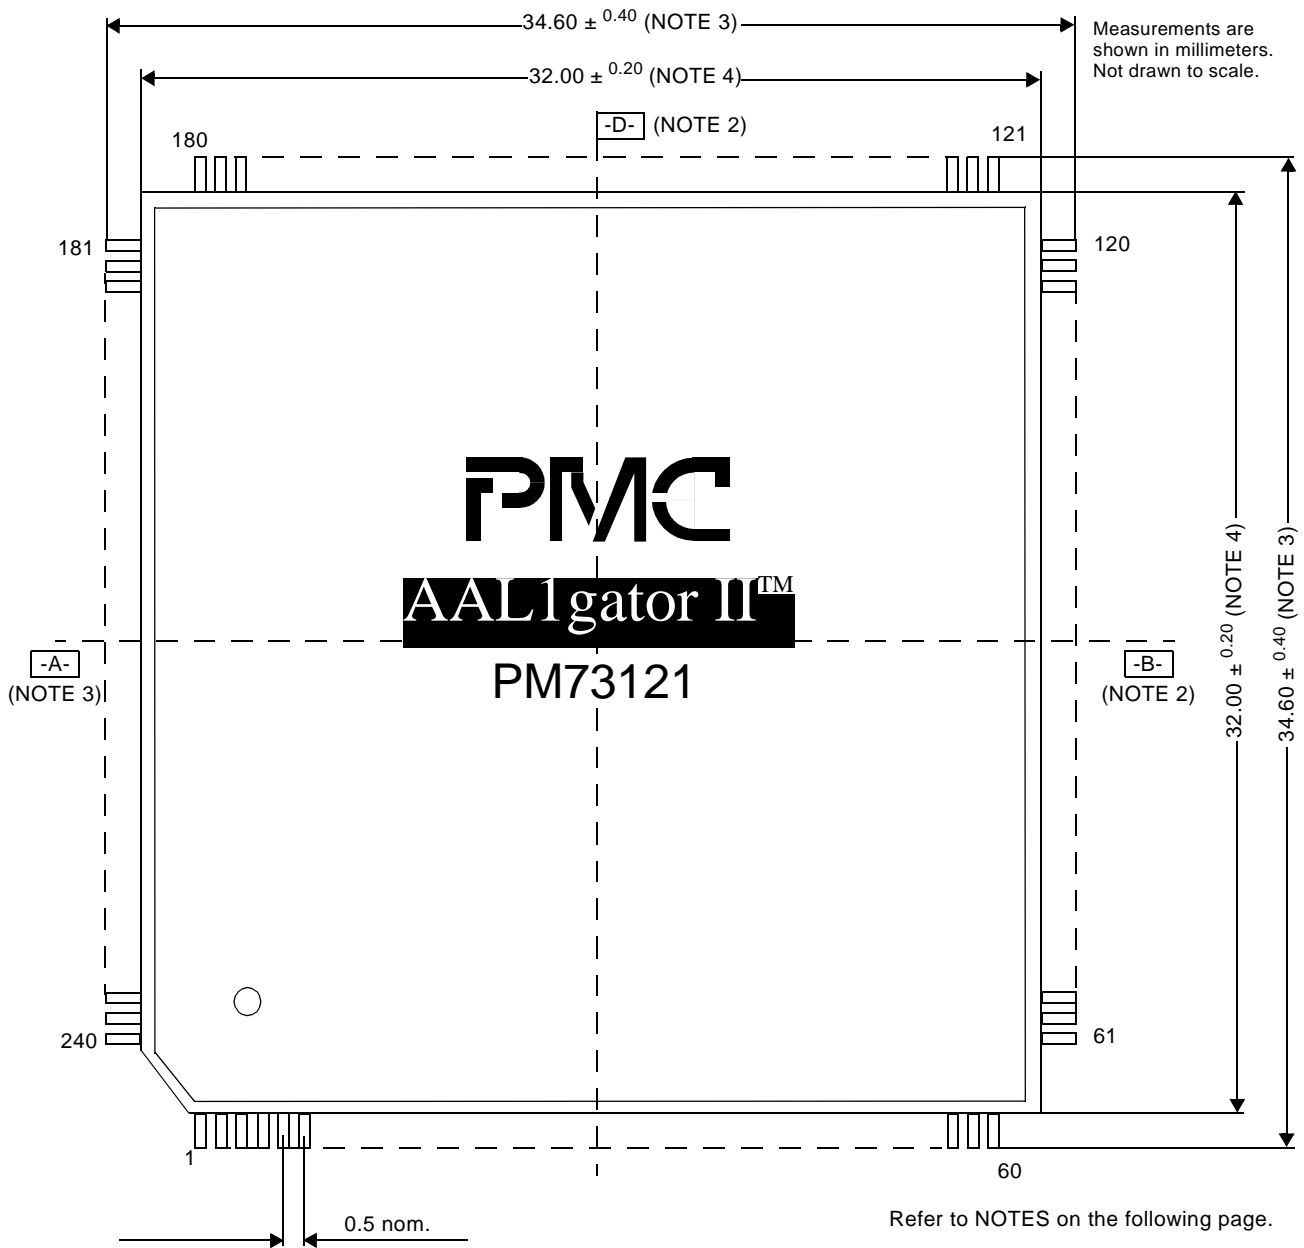 34.60 ± 0.40 (NOTE 3)
Measurements are
shown in millimeters.
Not drawn to scale.
32.00 ± 0.20 (NOTE 4)
-D- (NOTE 2)
180
121
181
120
PMC
AAL1gator II™
PM73121
-A-
(NOTE 3)
-B-
(NOTE 2)
32.00 ± 0.20 (NOTE 4)
34.60 ± 0.40 (NOTE 3)
240
61
1
60
0.5 nom.
Refer to NOTES on the following page.